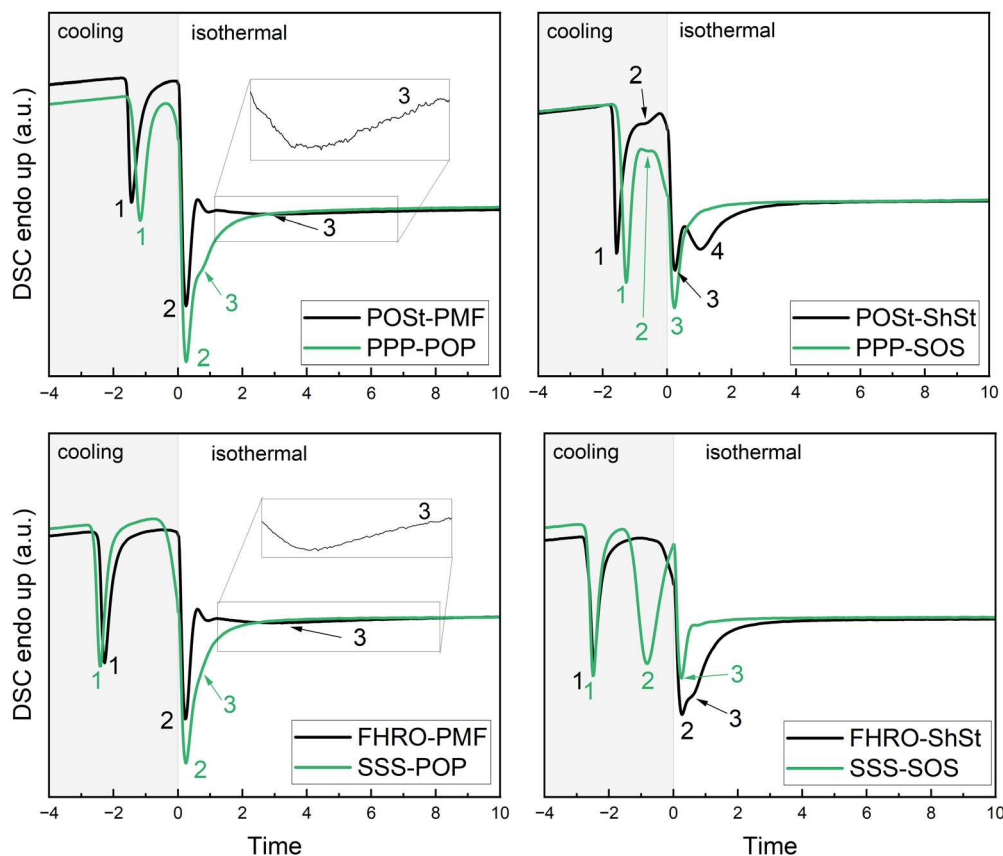 cooling
isothermal
3
1
1
3
2
3
2
POSt-PMF
PPP-POP
−4 −2 0 2 4 6 8 10
DSC endo up (a.u.)
cooling
isothermal
2
1
1
2
4
3
3
POSt-ShSt
PPP-SOS
−4 −2 0 2 4 6 8 10
cooling
isothermal
3
3
1
1
3
2
2
FHRO-PMF
SSS-POP
−4 −2 0 2 4 6 8 10
DSC endo up (a.u.)
Time
cooling
isothermal
1
1
2
3
2
3
FHRO-ShSt
SSS-SOS
−4 −2 0 2 4 6 8 10
Time